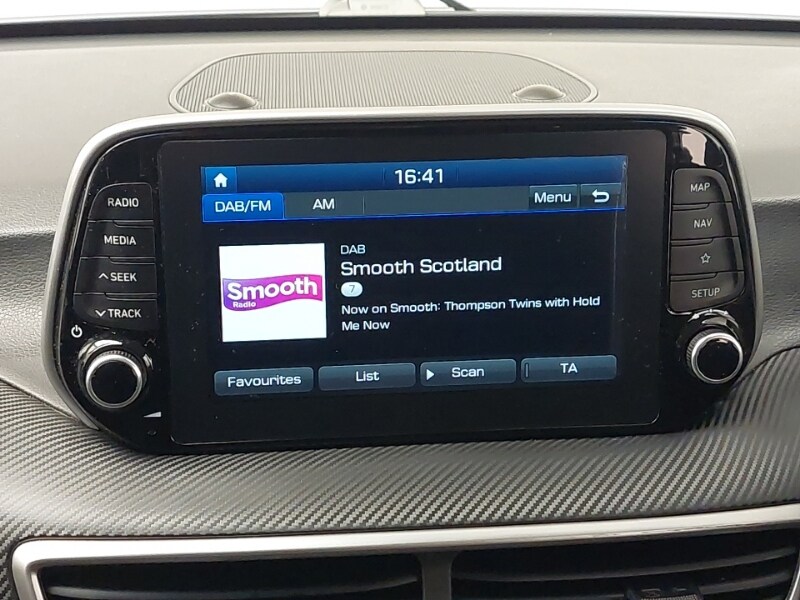 16:41
DAB/FM
AM
Menu
RADIO
MEDIA
SEEK
TRACK
MAP
NAV
SETUP
Smooth
Radio
DAB
Smooth Scotland
7
Now on Smooth: Thompson Twins with Hold
Me Now
Favourites
List
Scan
TA